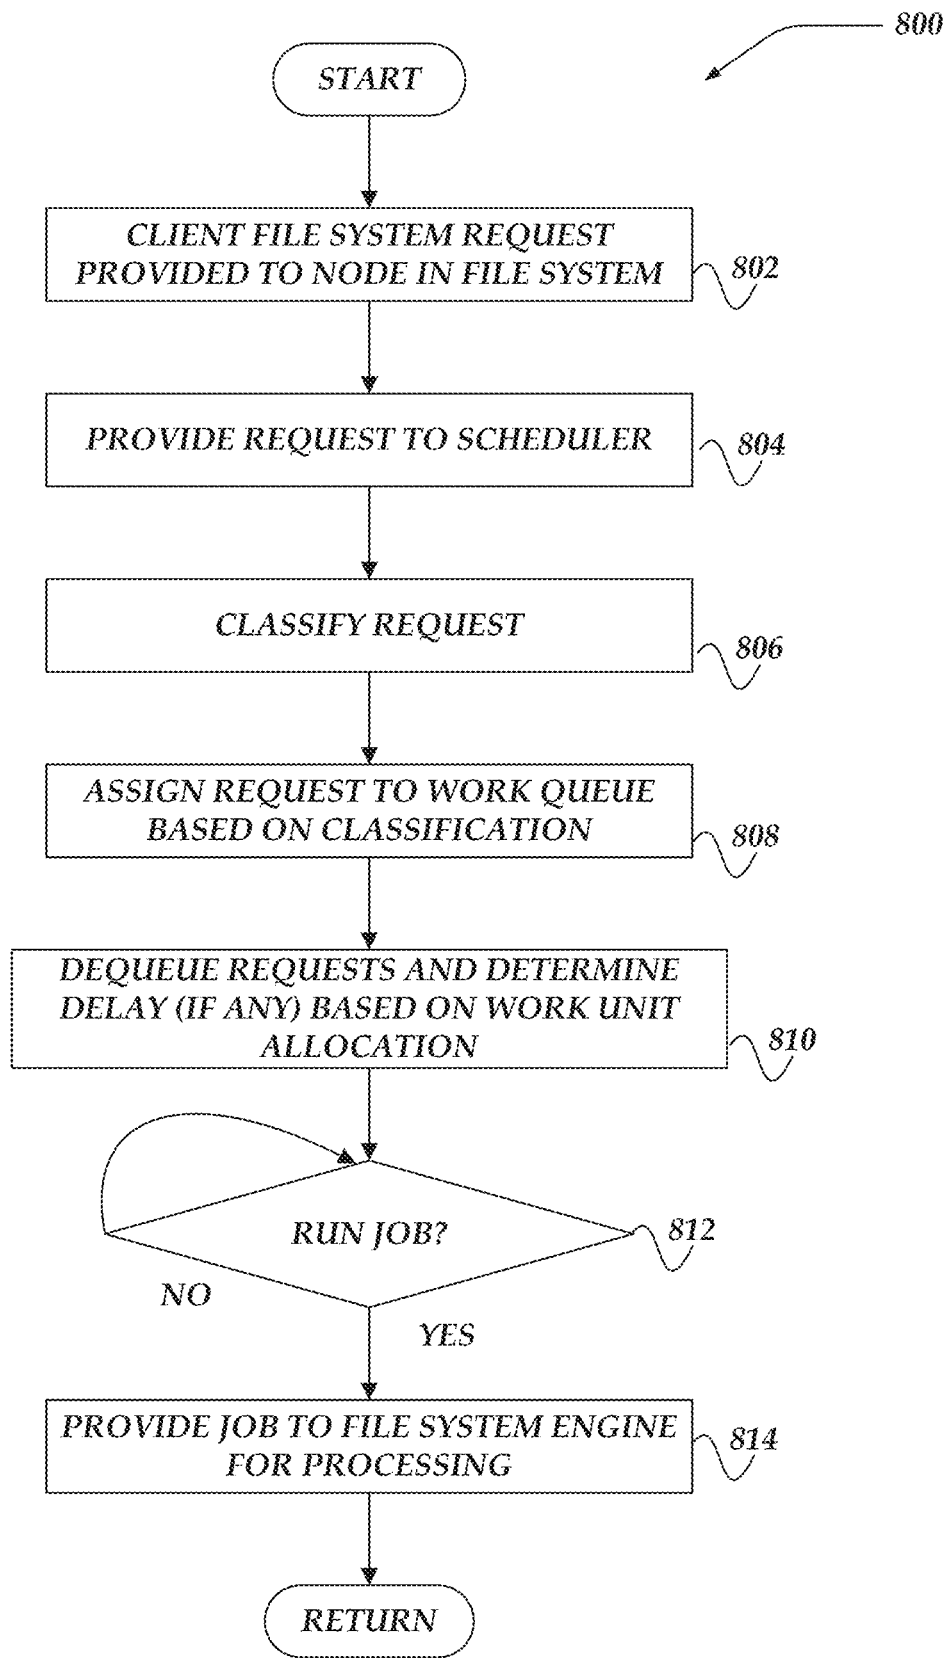 800
START
CLIENT FILE SYSTEM REQUEST
PROVIDED TO NODE IN FILE SYSTEM
802
PROVIDE REQUEST TO SCHEDULER
804
CLASSIFY REQUEST
806
ASSIGN REQUEST TO WORK QUEUE
BASED ON CLASSIFICATION
808
DEQUEUE REQUESTS AND DETERMINE
DELAY (IF ANY) BASED ON WORK UNIT
ALLOCATION
810
RUN JOB?
812
NO
YES
PROVIDE JOB TO FILE SYSTEM ENGINE
FOR PROCESSING
814
RETURN